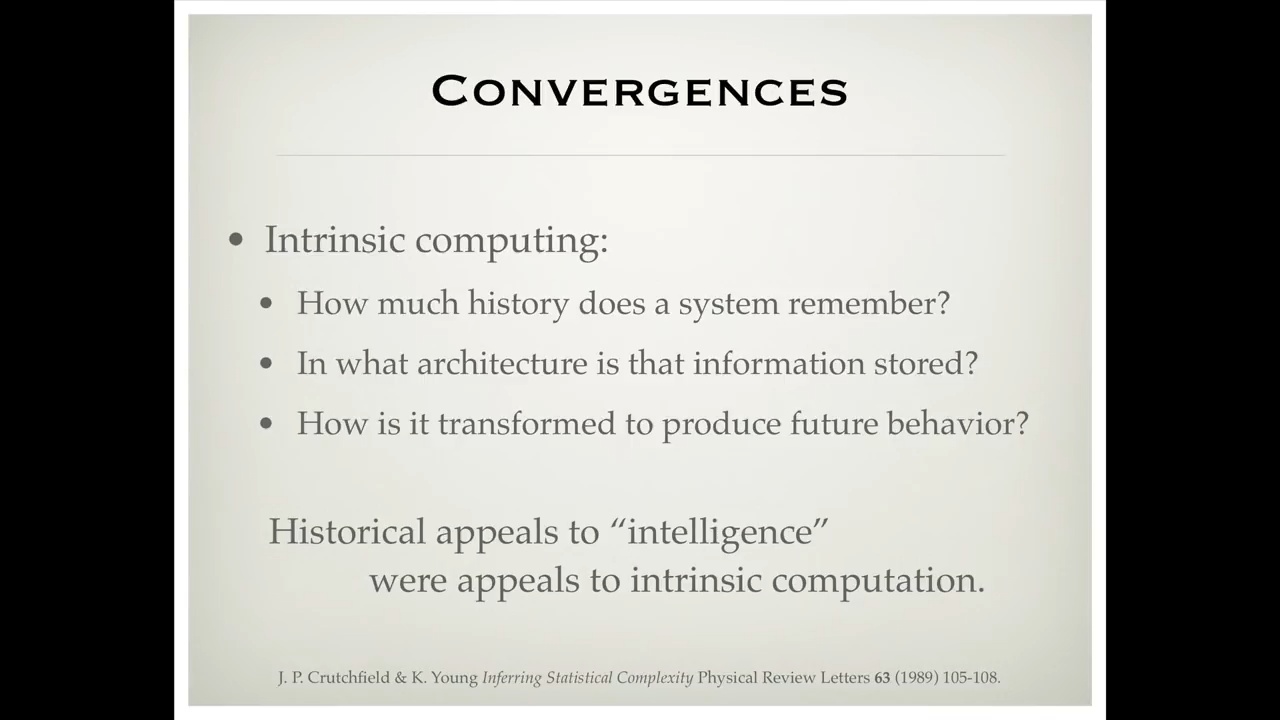 CONVERGENCES
• Intrinsic computing:
• How much history does a system remember?
• In what architecture is that information stored?
• How is it transformed to produce future behavior?
Historical appeals to “intelligence”
were appeals to intrinsic computation.
J. P. Crutchfield & K. Young Inferring Statistical Complexity Physical Review Letters 63 (1989) 105-108.